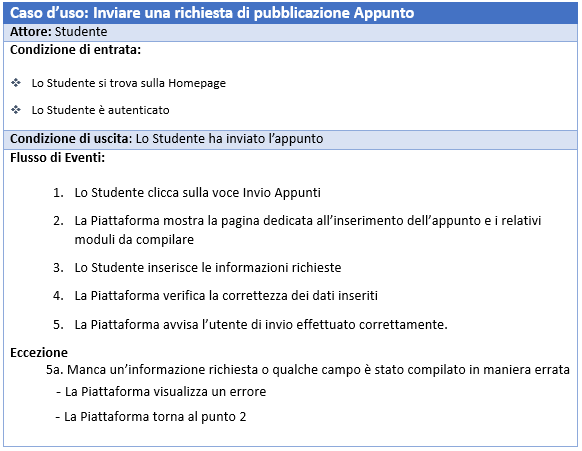 Caso d’uso: Inviare una richiesta di pubblicazione Appunto
Attore: Studente
Condizione di entrata:
❖ Lo Studente si trova sulla Homepage
❖ Lo Studente è autenticato
Condizione di uscita: Lo Studente ha inviato l’appunto
Flusso di Eventi:
1. Lo Studente clicca sulla voce Invio Appunti
2. La Piattaforma mostra la pagina dedicata all’inserimento dell’appunto e i relativi
moduli da compilare
3. Lo Studente inserisce le informazioni richieste
4. La Piattaforma verifica la correttezza dei dati inseriti
5. La Piattaforma avvisa l’utente di invio effettuato correttamente.
Eccezione
5a. Manca un’informazione richiesta o qualche campo è stato compilato in maniera errata
- La Piattaforma visualizza un errore
- La Piattaforma torna al punto 2